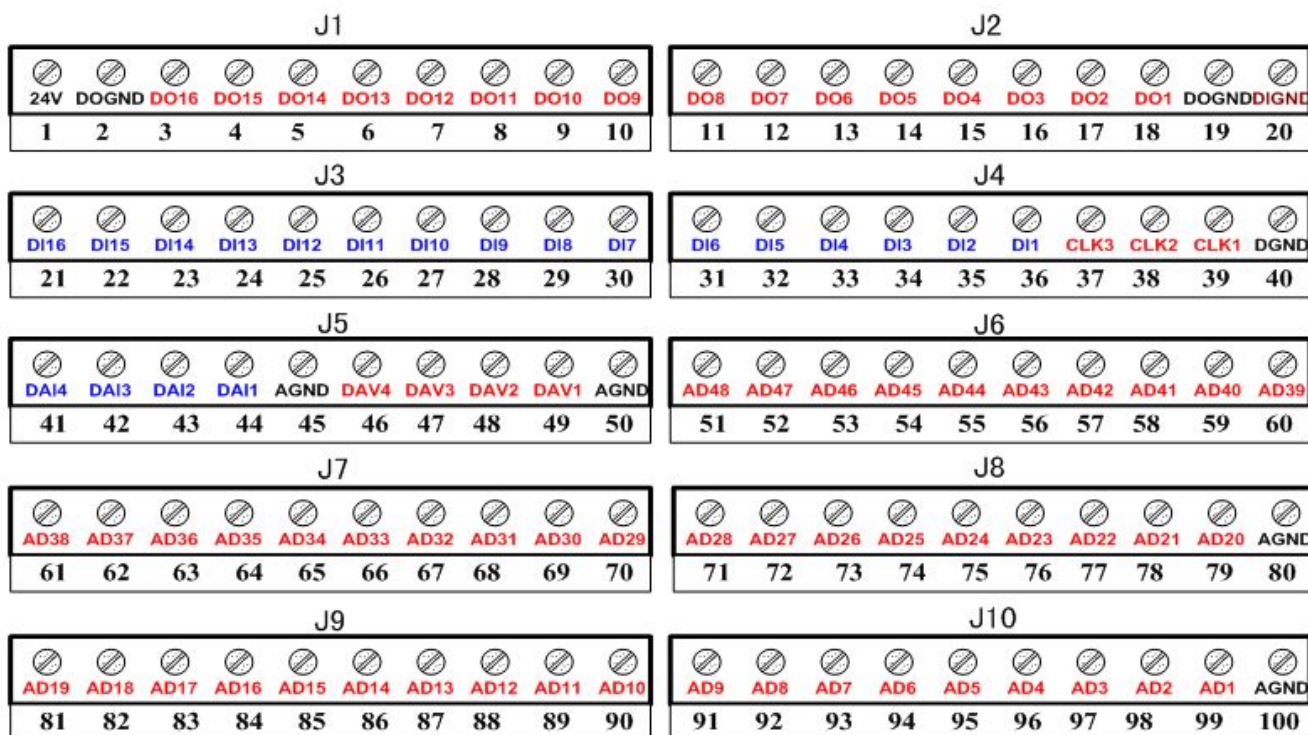 J1 J2
24V DOGND DO16 DO15 DO14 DO13 DO12 DO11 DO10 DO9 DO8 DO7 DO6 DO5 DO4 DO3 DO2 DO1 DOGND DIGND
1 2 3 4 5 6 7 8 9 10 11 12 13 14 15 16 17 18 19 20
J3 J4
DI16 DI15 DI14 DI13 DI12 DI11 DI10 DI9 DI8 DI7 DI6 DI5 DI4 DI3 DI2 DI1 CLK3 CLK2 CLK1 DGND
21 22 23 24 25 26 27 28 29 30 31 32 33 34 35 36 37 38 39 40
J5 J6
DAI4 DAI3 DAI2 DAI1 AGND DAV4 DAV3 DAV2 DAV1 AGND AD48 AD47 AD46 AD45 AD44 AD43 AD42 AD41 AD40 AD39
41 42 43 44 45 46 47 48 49 50 51 52 53 54 55 56 57 58 59 60
J7 J8
AD38 AD37 AD36 AD35 AD34 AD33 AD32 AD31 AD30 AD29 AD28 AD27 AD26 AD25 AD24 AD23 AD22 AD21 AD20 AGND
61 62 63 64 65 66 67 68 69 70 71 72 73 74 75 76 77 78 79 80
J9 J10
AD19 AD18 AD17 AD16 AD15 AD14 AD13 AD12 AD11 AD10 AD9 AD8 AD7 AD6 AD5 AD4 AD3 AD2 AD1 AGND
81 82 83 84 85 86 87 88 89 90 91 92 93 94 95 96 97 98 99 100